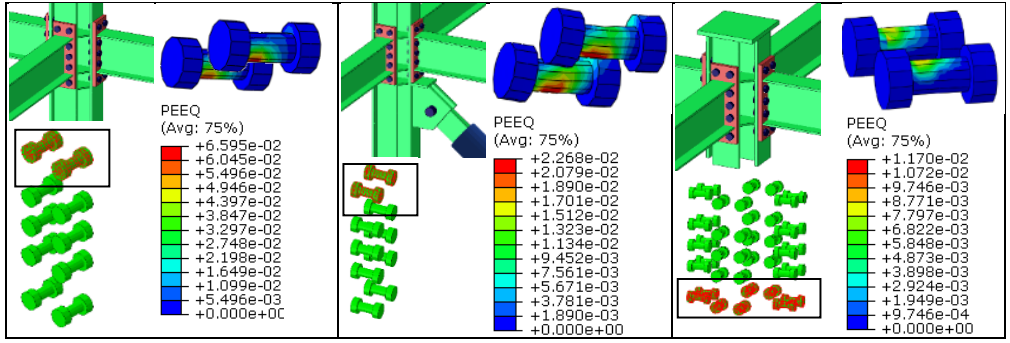 PEEQ
(Avg: 75%)
+6.595e-02
+6.045e-02
+5.496e-02
+4.946e-02
+4.397e-02
+3.847e-02
+3.297e-02
+2.748e-02
+2.198e-02
+1.649e-02
+1.099e-02
+5.496e-03
+0.000e+00
PEEQ
(Avg: 75%)
+2.268e-02
+2.079e-02
+1.890e-02
+1.701e-02
+1.512e-02
+1.323e-02
+1.134e-02
+9.452e-03
+7.561e-03
+5.671e-03
+3.781e-03
+1.890e-03
+0.000e+00
PEEQ
(Avg: 75%)
+1.170e-02
+1.072e-02
+9.746e-03
+8.771e-03
+7.797e-03
+6.822e-03
+5.848e-03
+4.873e-03
+3.898e-03
+2.924e-03
+1.949e-03
+9.746e-04
+0.000e+00